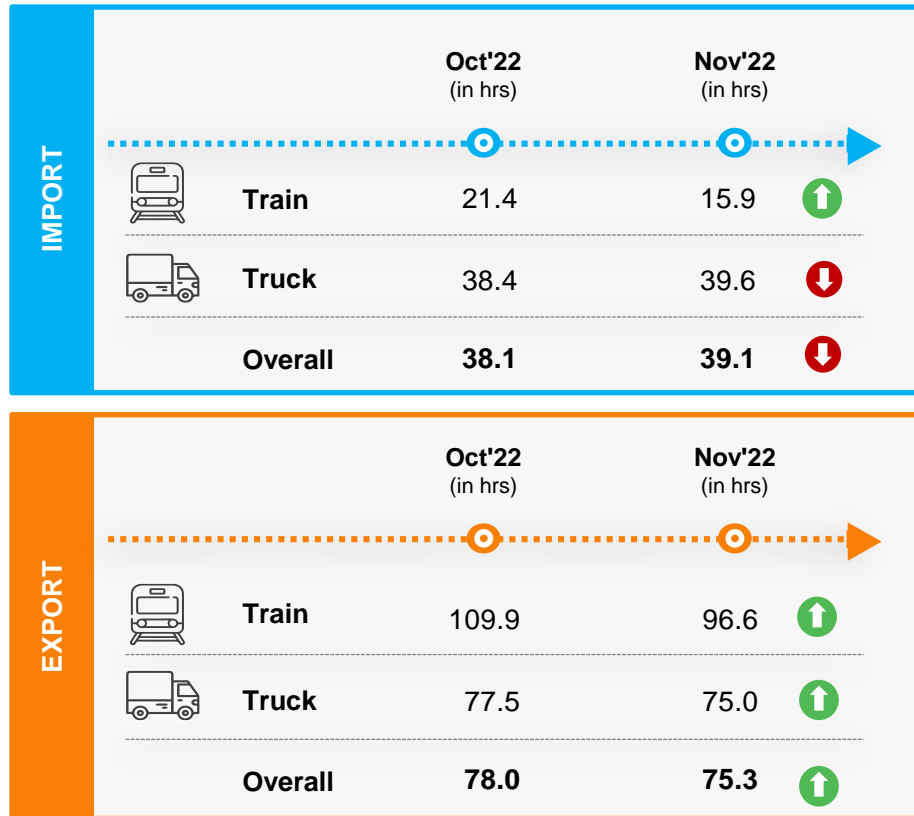 IMPORT
Oct'22 Nov'22
(in hrs) (in hrs)
Train 21.4 15.9
Truck 38.4 39.6
Overall 38.1 39.1
EXPORT
Oct'22 Nov'22
(in hrs) (in hrs)
Train 109.9 96.6
Truck 77.5 75.0
Overall 78.0 75.3